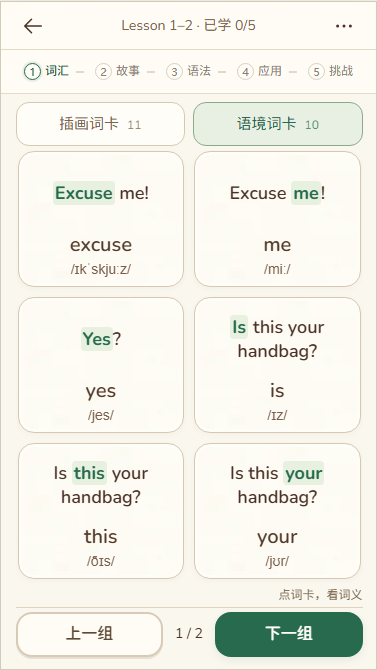 Lesson 1–2 · 已学 0/5
1 词汇 – 2 故事 – 3 语法 – 4 应用 – 5 挑战
插画词卡 11
语境词卡 10
Excuse me!
excuse
/ɪkˈskjuːz/
Excuse me!
me
/miː/
Yes?
yes
/jes/
Is this your
handbag?
is
/ɪz/
Is this your
handbag?
this
/ðɪs/
Is this your
handbag?
your
/jʊr/
点词卡，看词义
上一组
1 / 2
下一组